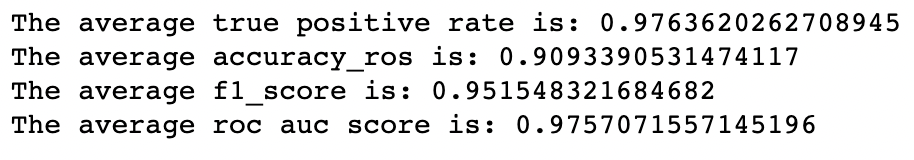 The average true positive rate is: 0.9763620262708945
The average accuracy_ros is: 0.9093390531474117
The average f1_score is: 0.951548321684682
The average roc auc score is: 0.9757071557145196